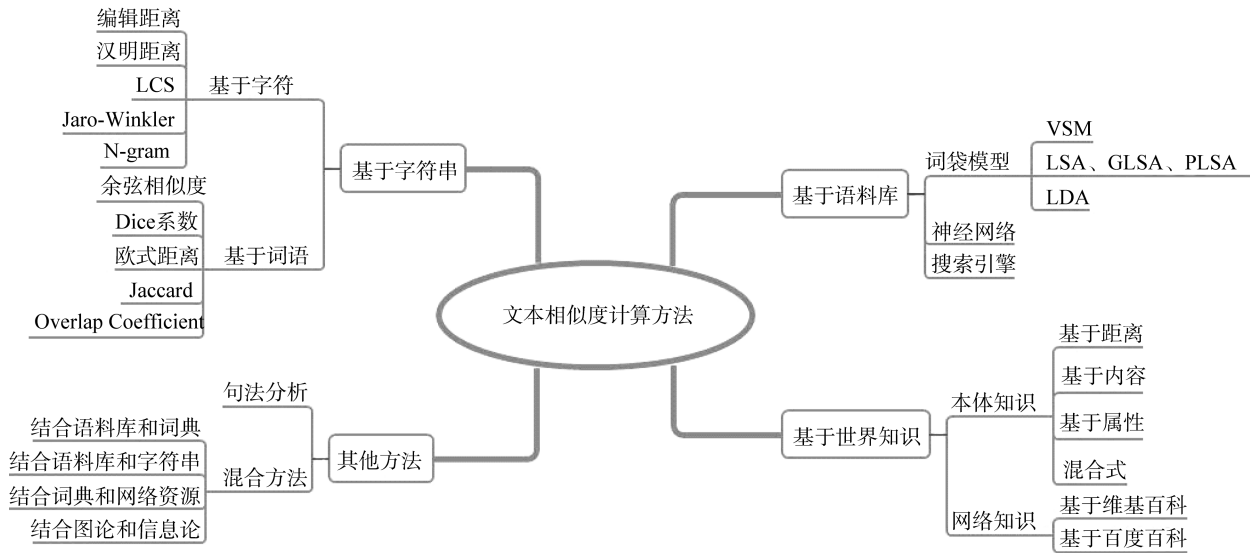 编辑距离
汉明距离
LCS
Jaro-Winkler
N-gram
基于字符
余弦相似度
Dice系数
欧式距离
Jaccard
Overlap Coefficient
基于词语
基于字符串
文本相似度计算方法
基于语料库
词袋模型
VSM
LSA、GLSA、PLSA
LDA
神经网络
搜索引擎
句法分析
结合语料库和词典
结合语料库和字符串
结合词典和网络资源
结合图论和信息论
混合方法
其他方法
基于世界知识
本体知识
基于距离
基于内容
基于属性
混合式
网络知识
基于维基百科
基于百度百科